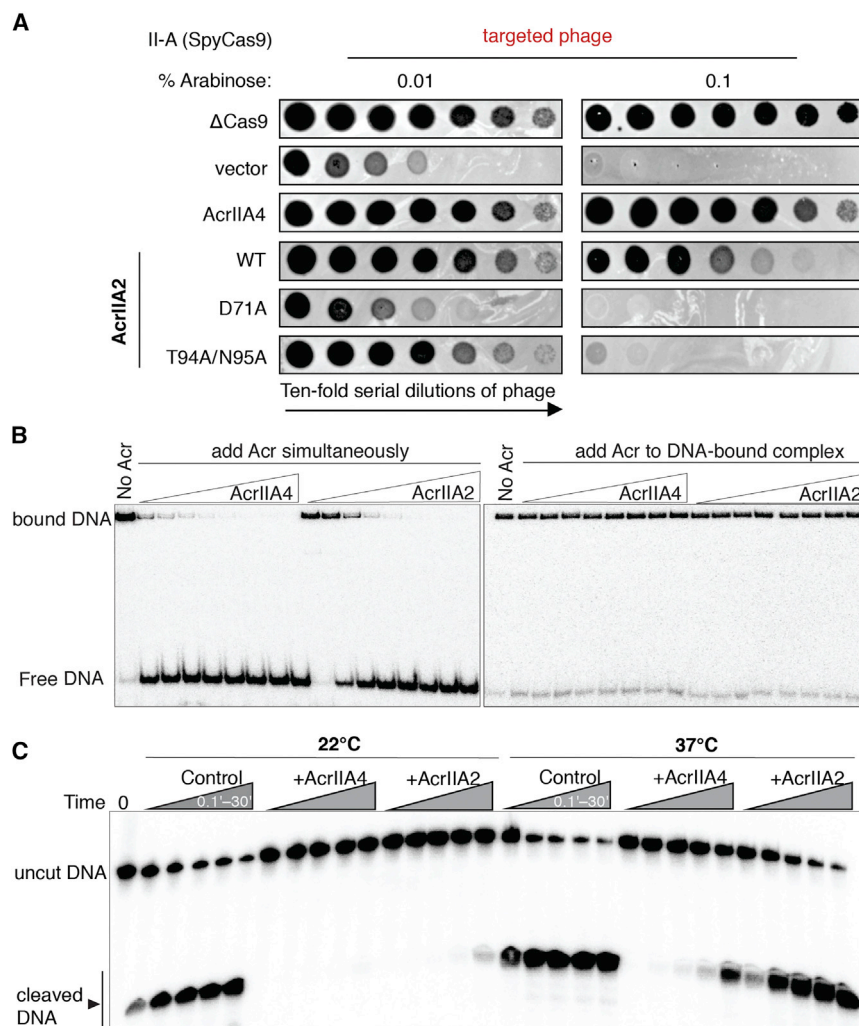 A
II-A (SpyCas9)
targeted phage
% Arabinose:
0.01
0.1
ΔCas9
vector
AcrIIA4
AcrIIA2
WT
D71A
T94A/N95A
Ten-fold serial dilutions of phage
B
No Acr
add Acr simultaneously
AcrIIA4
AcrIIA2
No Acr
add Acr to DNA-bound complex
AcrIIA4
AcrIIA2
bound DNA
Free DNA
C
22°C
37°C
Control
+AcrIIA4
+AcrIIA2
Control
+AcrIIA4
+AcrIIA2
Time
0
0.1'–30'
0.1'–30'
uncut DNA
cleaved
DNA